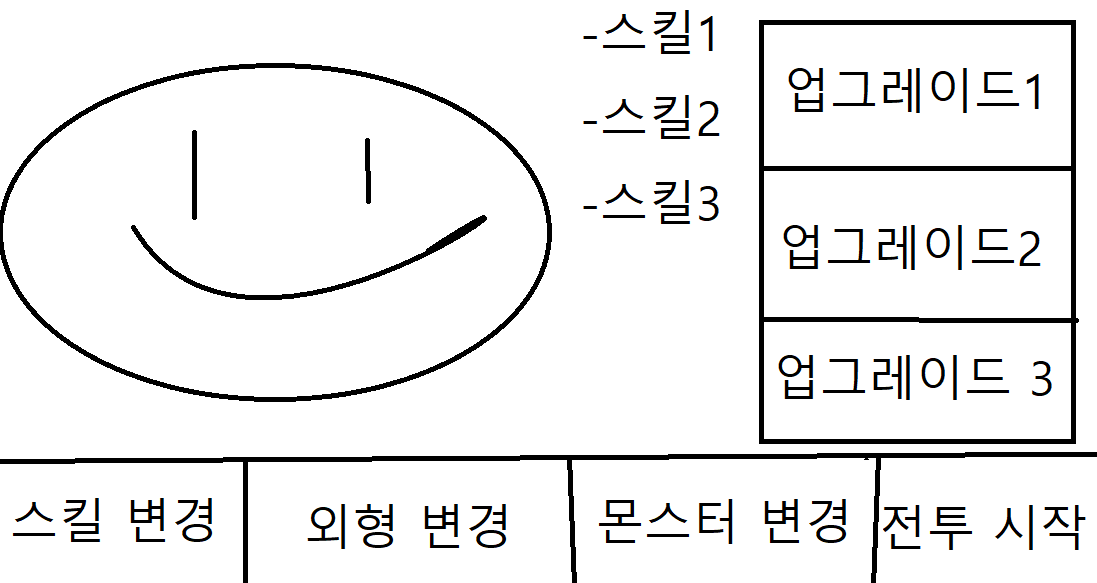 -스킬1
-스킬2
-스킬3
업그레이드1
업그레이드2
업그레이드 3
스킬 변경
외형 변경
몬스터 변경
전투 시작